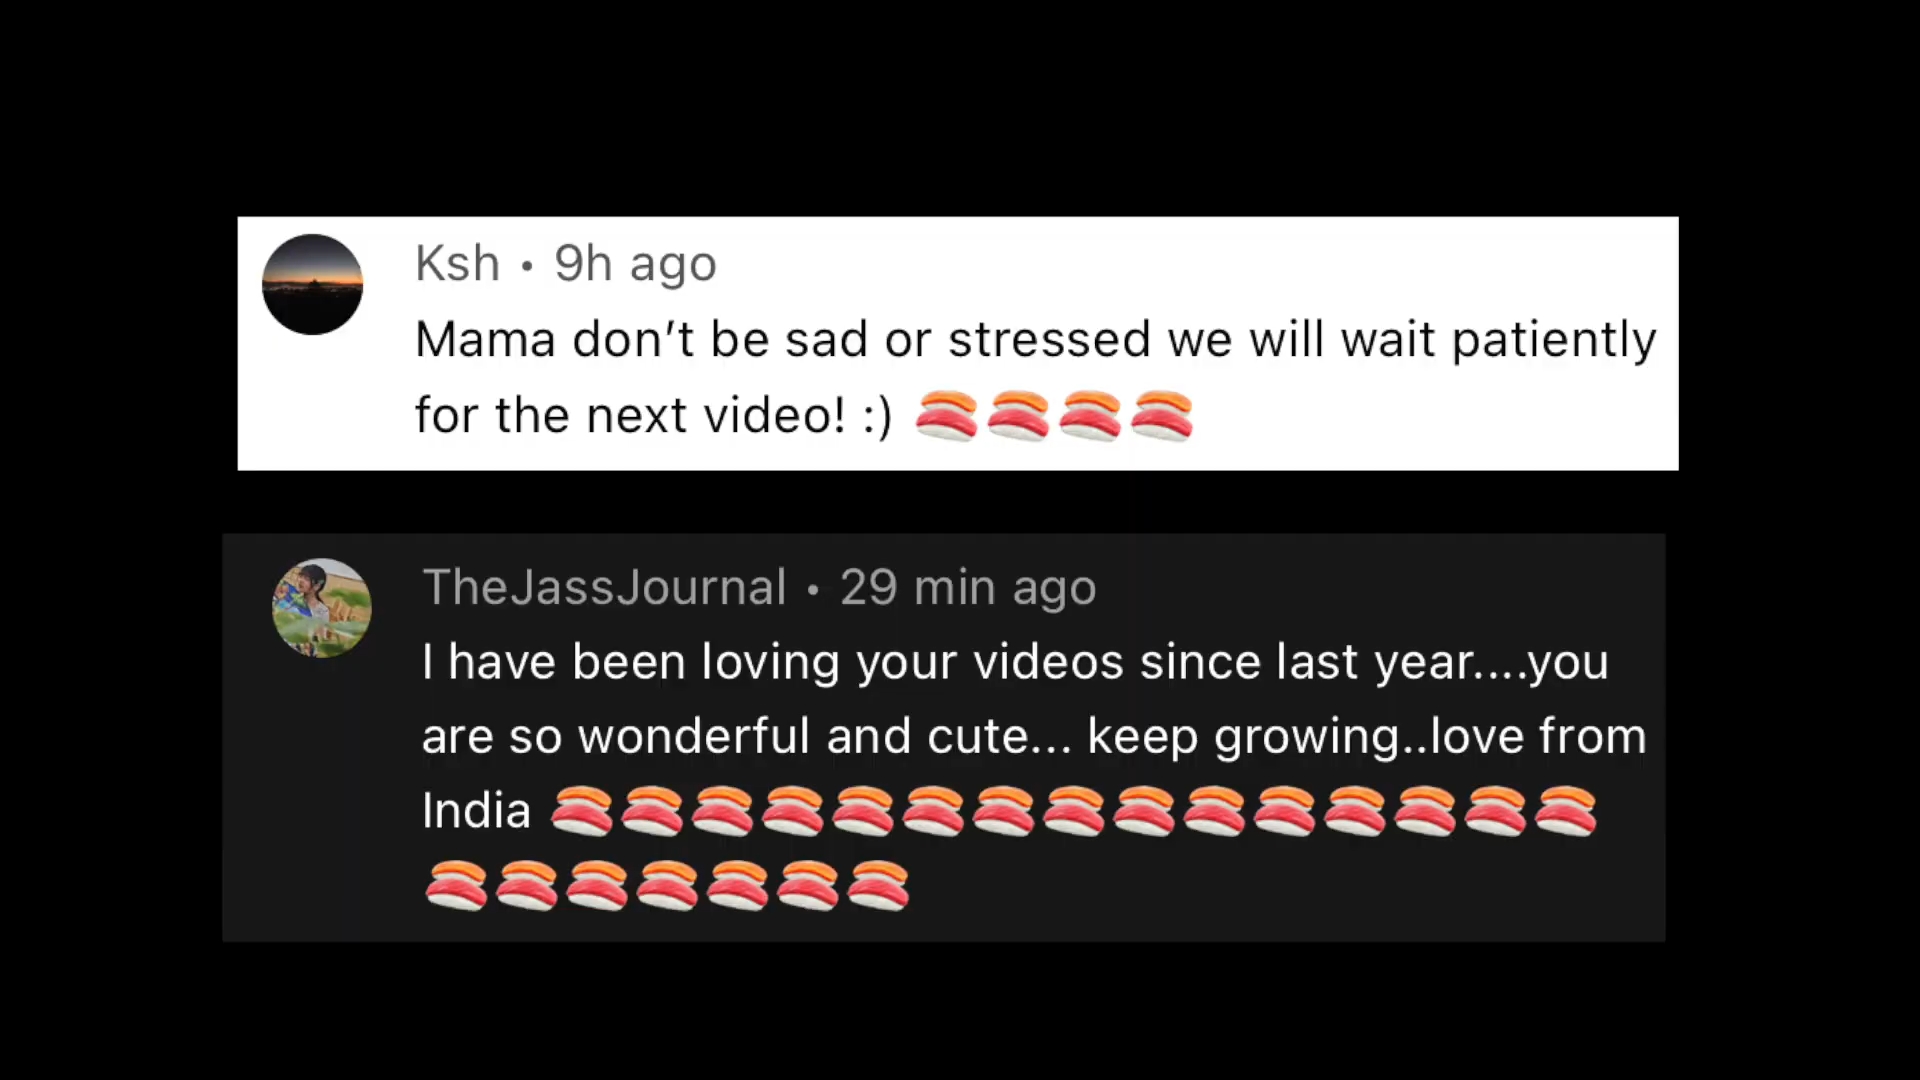 Ksh • 9h ago
Mama don’t be sad or stressed we will wait patiently
for the next video! :) 🍣🍣🍣🍣
TheJassJournal • 29 min ago
I have been loving your videos since last year....you
are so wonderful and cute... keep growing..love from
India 🍣🍣🍣🍣🍣🍣🍣🍣🍣🍣🍣🍣🍣🍣🍣
🍣🍣🍣🍣🍣🍣🍣